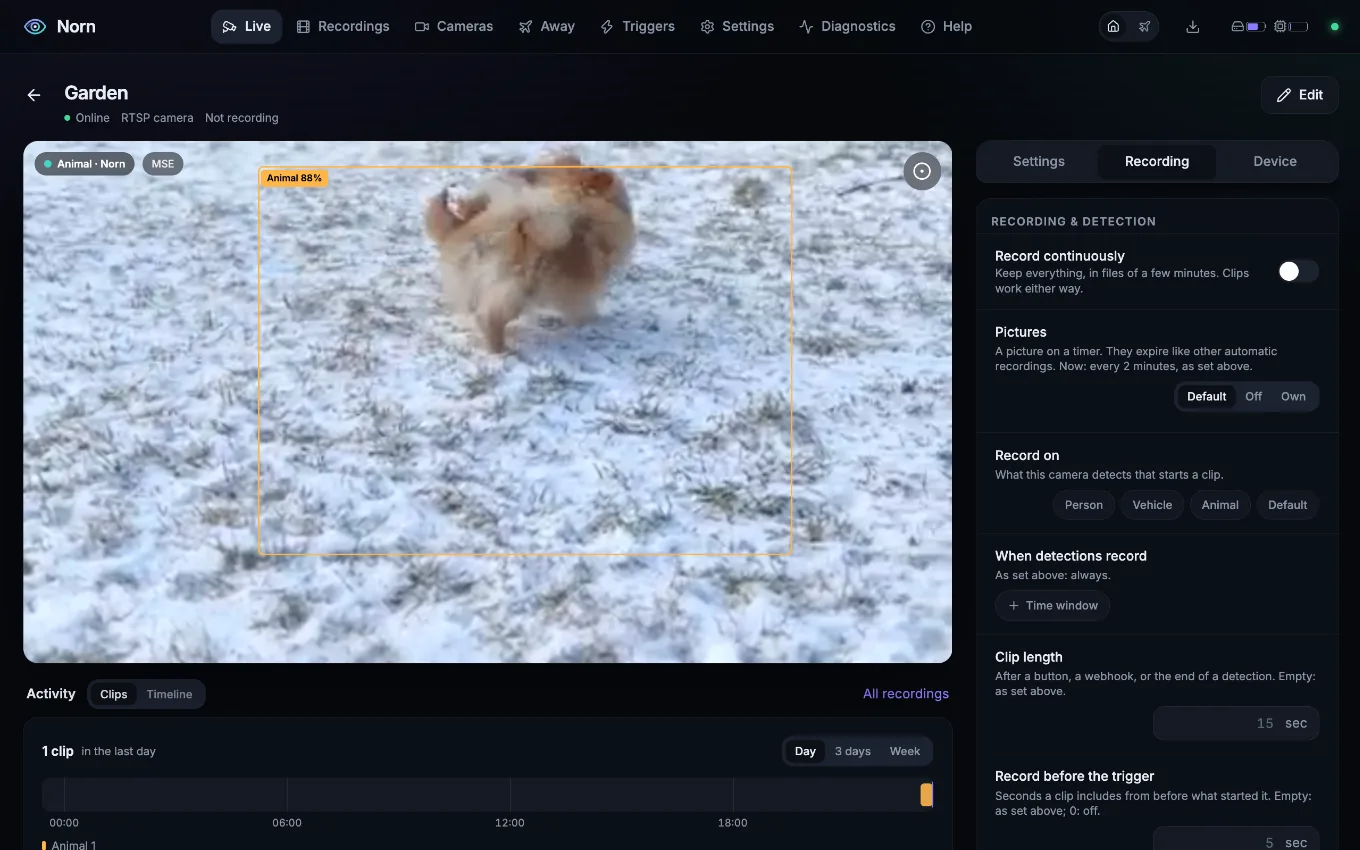 Norn
Live
Recordings
Cameras
Away
Triggers
Settings
Diagnostics
Help
Garden
Online
RTSP camera
Not recording
Edit
Animal · Norn
MSE
Animal 88%
Settings
Recording
Device
RECORDING & DETECTION
Record continuously
Keep everything, in files of a few minutes. Clips
work either way.
Pictures
A picture on a timer. They expire like other automatic
recordings. Now: every 2 minutes, as set above.
Default
Off
Own
Record on
What this camera detects that starts a clip.
Person
Vehicle
Animal
Default
When detections record
As set above: always.
+ Time window
Clip length
After a button, a webhook, or the end of a detection. Empty:
as set above.
15 sec
Record before the trigger
Seconds a clip includes from before what started it. Empty:
as set above; 0: off.
5 sec
Activity
Clips
Timeline
All recordings
1 clip in the last day
Day
3 days
Week
00:00
06:00
12:00
18:00
Animal 1